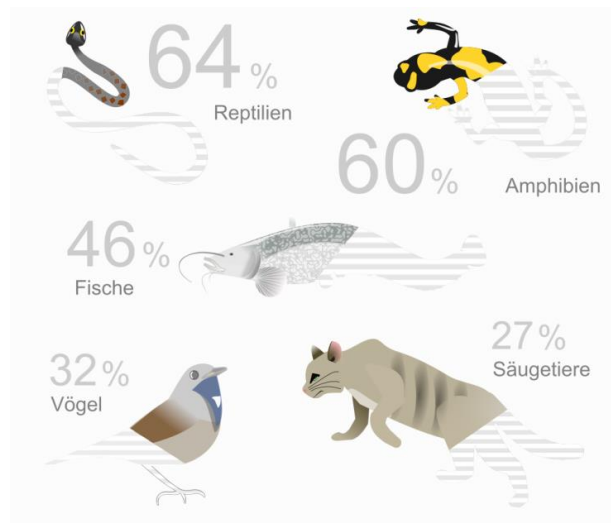 64 %
Reptilien
60 %
Amphibien
46 %
Fische
27 %
Säugetiere
32 %
Vögel